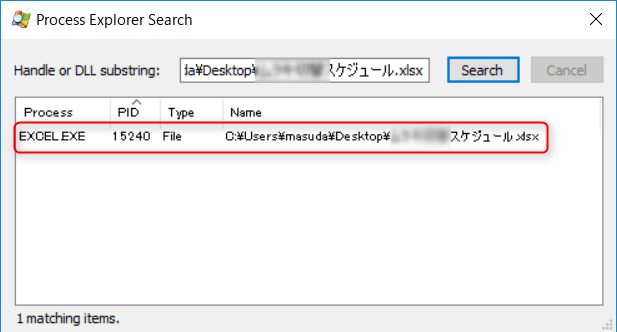 Process Explorer Search
Handle or DLL substring: la¥Desktop¥スケジュール.xlsx Search Cancel
Process PID Type Name
EXCEL.EXE 15240 File C:¥Users¥masuda¥Desktop¥スケジュール.xlsx
1 matching items.